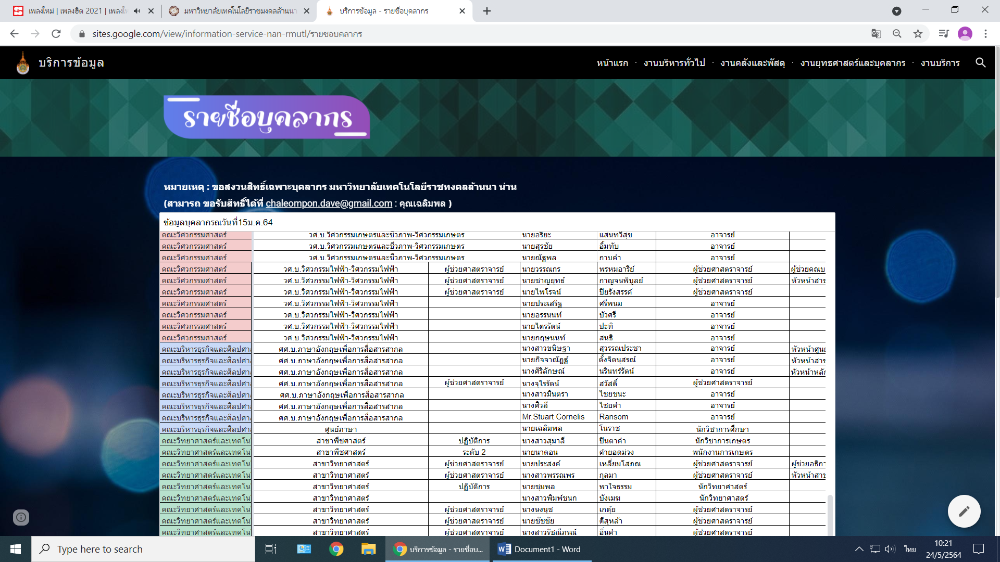 เพลงใหม่ | เพลงฮิต 2021 | เพลงให
มหาวิทยาลัยเทคโนโลยีราชมงคลล้านนา
บริการข้อมูล - รายชื่อบุคลากร
sites.google.com/view/information-service-nan-rmutl/รายชอบคลากร
บริการข้อมูล
หน้าแรก · งานบริหารทั่วไป · งานคลังและพัสดุ · งานยุทธศาสตร์และบุคลากร · งานบริการ
รายชื่อบุคลากร
หมายเหตุ : ขอสงวนสิทธิ์เฉพาะบุคลากร มหาวิทยาลัยเทคโนโลยีราชทงคลล้านนา น่าน
(สามารถ ขอรับสิทธิ์ได้ที่ chaleompon.dave@gmail.com : คุณเฉลิมพล )
ข้อมูลบุคลากรณวันที่15ม.ค.64
คณะวิศวกรรมศาสตร์ วศ.บ.วิศวกรรมเกษตรและชีวภาพ-วิศวกรรมเกษตร นายอริยะ แสนทวีสุข อาจารย์
คณะวิศวกรรมศาสตร์ วศ.บ.วิศวกรรมเกษตรและชีวภาพ-วิศวกรรมเกษตร นายสุรชัย อิ้มทับ อาจารย์
คณะวิศวกรรมศาสตร์ วศ.บ.วิศวกรรมเกษตรและชีวภาพ-วิศวกรรมเกษตร นายณัฐพล กาบคำ อาจารย์
คณะวิศวกรรมศาสตร์ วศ.บ.วิศวกรรมไฟฟ้า-วิศวกรรมไฟฟ้า ผู้ช่วยศาสตราจารย์ นายวรรณกร พรหมอารีย์ ผู้ช่วยศาสตราจารย์ ผู้ช่วยคณบ
คณะวิศวกรรมศาสตร์ วศ.บ.วิศวกรรมไฟฟ้า-วิศวกรรมไฟฟ้า ผู้ช่วยศาสตราจารย์ นายชาญยุทธ์ กาญจนพิบูลย์ ผู้ช่วยศาสตราจารย์ หัวหน้าสาข
คณะวิศวกรรมศาสตร์ วศ.บ.วิศวกรรมไฟฟ้า-วิศวกรรมไฟฟ้า ผู้ช่วยศาสตราจารย์ นายไพโรจน์ ปิยรังสรรค์ ผู้ช่วยศาสตราจารย์
คณะวิศวกรรมศาสตร์ วศ.บ.วิศวกรรมไฟฟ้า-วิศวกรรมไฟฟ้า นายประเสริฐ ศรีพนม อาจารย์
คณะวิศวกรรมศาสตร์ วศ.บ.วิศวกรรมไฟฟ้า-วิศวกรรมไฟฟ้า นายอรรนนท์ บัวศรี อาจารย์
คณะวิศวกรรมศาสตร์ วศ.บ.วิศวกรรมไฟฟ้า-วิศวกรรมไฟฟ้า นายไตรรัตน์ ปะทิ อาจารย์
คณะวิศวกรรมศาสตร์ วศ.บ.วิศวกรรมไฟฟ้า-วิศวกรรมไฟฟ้า นายกฤษนนท์ สนธิ อาจารย์
คณะบริหารธุรกิจและศิลปศา ศศ.บ.ภาษาอังกฤษเพื่อการสื่อสารสากล นางสาวขนิษฐา สุวรรณประชา อาจารย์ หัวหน้าศูนย
คณะบริหารธุรกิจและศิลปศา ศศ.บ.ภาษาอังกฤษเพื่อการสื่อสารสากล นายกิจจาณัฏฐ์ ตั้งจิตนุสรณ์ อาจารย์ หัวหน้าสาข
คณะบริหารธุรกิจและศิลปศา ศศ.บ.ภาษาอังกฤษเพื่อการสื่อสารสากล นางศิริลักษณ์ นรินทร์รัตน์ อาจารย์ หัวหน้าหลัก
คณะบริหารธุรกิจและศิลปศา ศศ.บ.ภาษาอังกฤษเพื่อการสื่อสารสากล ผู้ช่วยศาสตราจารย์ นางจุไรรัตน์ สวัสดิ์ ผู้ช่วยศาสตราจารย์
คณะบริหารธุรกิจและศิลปศา ศศ.บ.ภาษาอังกฤษเพื่อการสื่อสารสากล นางสาวมินตรา ไชยชนะ อาจารย์
คณะบริหารธุรกิจและศิลปศา ศศ.บ.ภาษาอังกฤษเพื่อการสื่อสารสากล นางศิวลี ไชยคำ อาจารย์
คณะบริหารธุรกิจและศิลปศา ศศ.บ.ภาษาอังกฤษเพื่อการสื่อสารสากล Mr.Stuart Cornelis Ransom อาจารย์
คณะบริหารธุรกิจและศิลปศา ศูนย์ภาษา นายเฉลิมพล โนราช นักวิชาการศึกษา
คณะวิทยาศาสตร์และเทคโนโ สาขาพืชศาสตร์ ปฏิบัติการ นางสาวสุมาลี ปินตาคำ นักวิชาการเกษตร
คณะวิทยาศาสตร์และเทคโนโ สาขาพืชศาสตร์ ระดับ 2 นายนาดอน คำยอดม่วง พนักงานการเกษตร
คณะวิทยาศาสตร์และเทคโนโ สาขาวิทยาศาสตร์ ผู้ช่วยศาสตราจารย์ นายประสงค์ เหลี่ยมโสภณ ผู้ช่วยศาสตราจารย์ ผู้ช่วยอธิกา
คณะวิทยาศาสตร์และเทคโนโ สาขาวิทยาศาสตร์ ผู้ช่วยศาสตราจารย์ นางสาวพรรณพร กุลมา ผู้ช่วยศาสตราจารย์ หัวหน้าสาข
คณะวิทยาศาสตร์และเทคโนโ สาขาวิทยาศาสตร์ ปฏิบัติการ นายชุมพล พาใจธรรม นักวิทยาศาสตร์
คณะวิทยาศาสตร์และเทคโนโ สาขาวิทยาศาสตร์ นางสาวพิมพ์ชนก บังเมฆ นักวิทยาศาสตร์
คณะวิทยาศาสตร์และเทคโนโ สาขาวิทยาศาสตร์ ผู้ช่วยศาสตราจารย์ นางนงนุช เกตุ้ย ผู้ช่วยศาสตราจารย์
คณะวิทยาศาสตร์และเทคโนโ สาขาวิทยาศาสตร์ ผู้ช่วยศาสตราจารย์ นายชัชชัย ดีสุหล้า ผู้ช่วยศาสตราจารย์
คณะวิทยาศาสตร์และเทคโนโ สาขาวิทยาศาสตร์ ผู้ช่วยศาสตราจารย์ นางสาวรัชณีภรณ์ อิ่นคำ ผู้ช่วยศาสตราจารย์
Type here to search
บริการข้อมูล - รายชื่อบ...
Document1 - Word
ไทย
10:21
24/5/2564